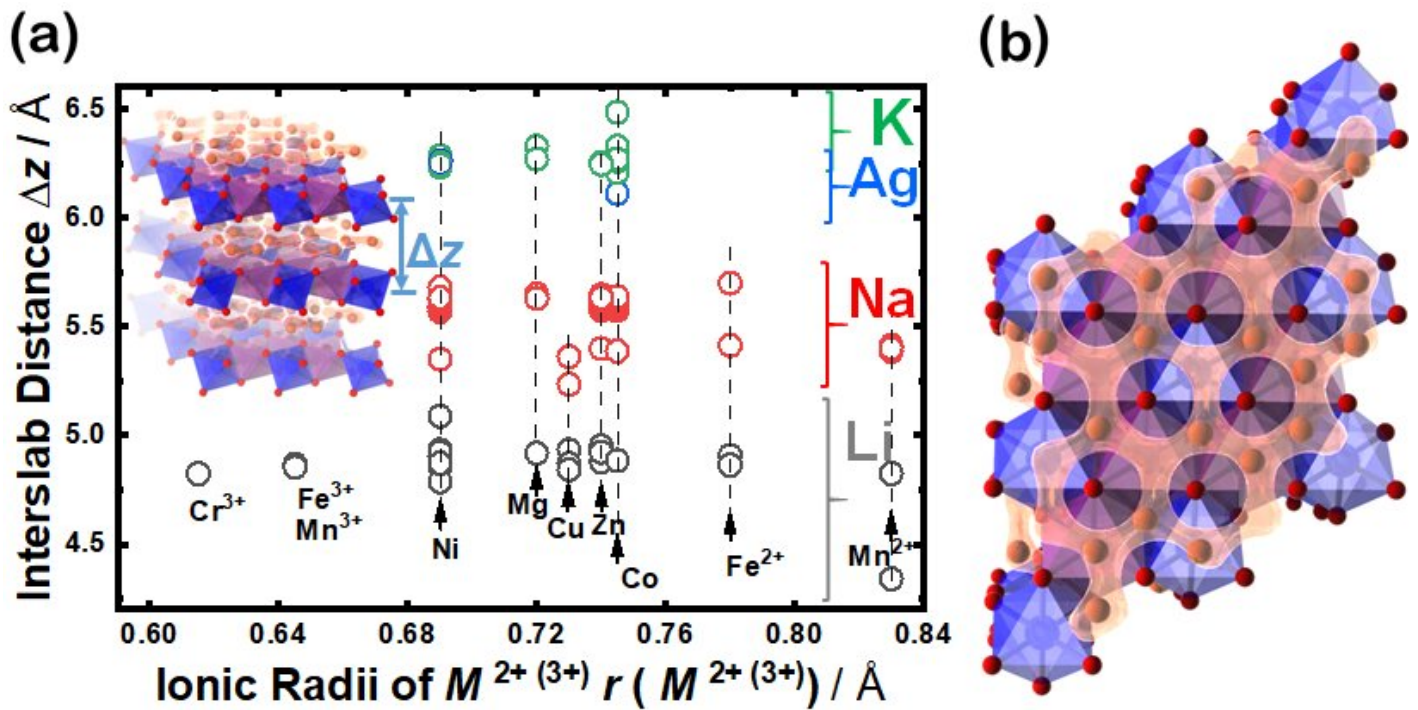 (a)
(b)
Interslab Distance Δz / Å
6.5
6.0
5.5
5.0
4.5
Δz
K
Ag
Na
Li
Cr³⁺
Fe³⁺
Mn³⁺
Ni
Mg
Cu
Zn
Co
Fe²⁺
Mn²⁺
0.60
0.64
0.68
0.72
0.76
0.80
0.84
Ionic Radii of M ²⁺ ⁽³⁺⁾ r ( M ²⁺ ⁽³⁺⁾) / Å